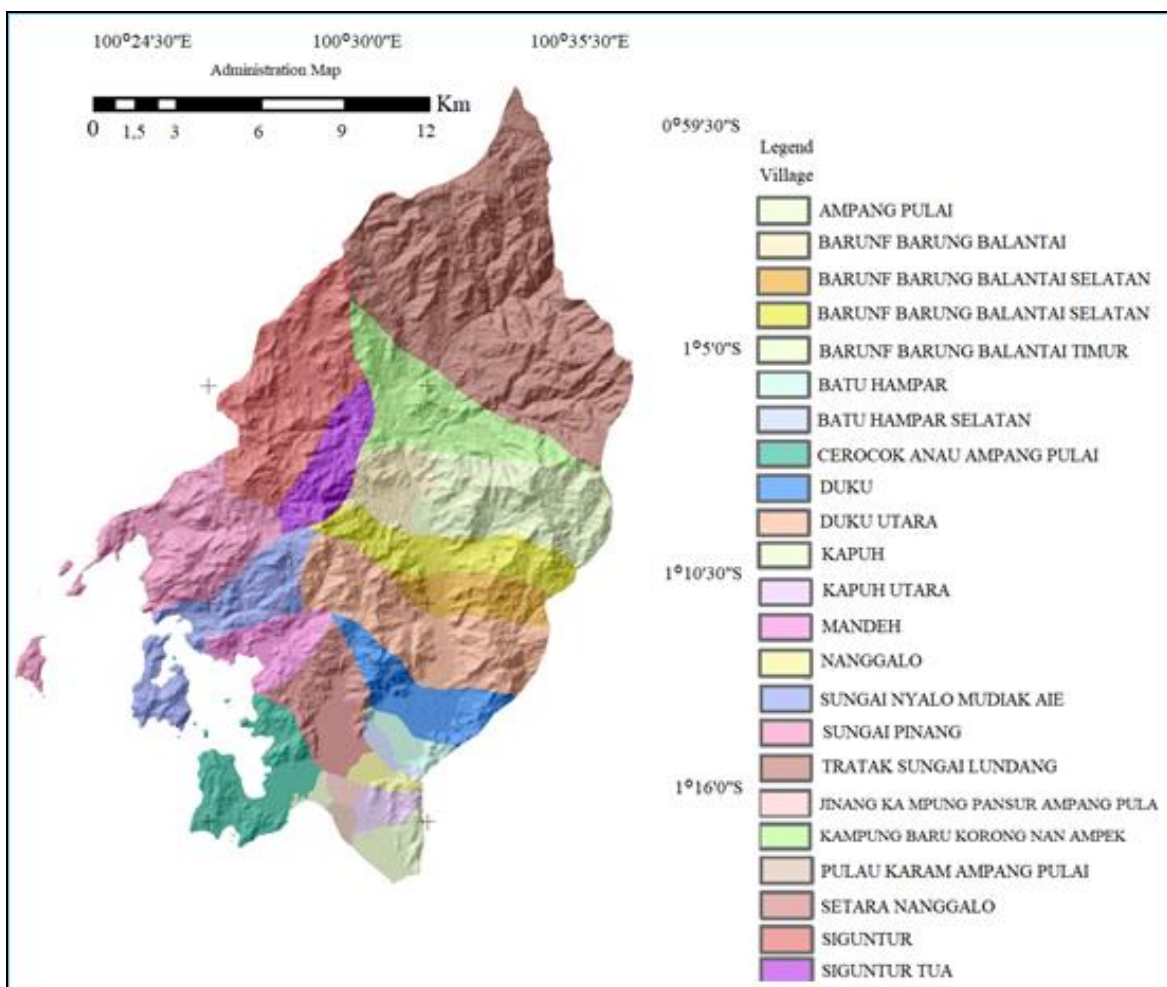 100°24'30"E 100°30'0"E 100°35'30"E
Administration Map
Km
0 1,5 3 6 9 12
0°59'30"S
1°5'0"S
1°10'30"S
1°16'0"S
Legend
Village
AMPANG PULAI
BARUNF BARUNG BALANTAI
BARUNF BARUNG BALANTAI SELATAN
BARUNF BARUNG BALANTAI SELATAN
BARUNF BARUNG BALANTAI TIMUR
BATU HAMPAR
BATU HAMPAR SELATAN
CEROCOK ANAU AMPANG PULAI
DUKU
DUKU UTARA
KAPUH
KAPUH UTARA
MANDEH
NANGGALO
SUNGAI NYALO MUDIAK AIE
SUNGAI PINANG
TRATAK SUNGAI LUNDANG
JINANG KA MPUNG PANSUR AMPANG PULA
KAMPUNG BARU KORONG NAN AMPEK
PULAU KARAM AMPANG PULAI
SETARA NANGGALO
SIGUNTUR
SIGUNTUR TUA